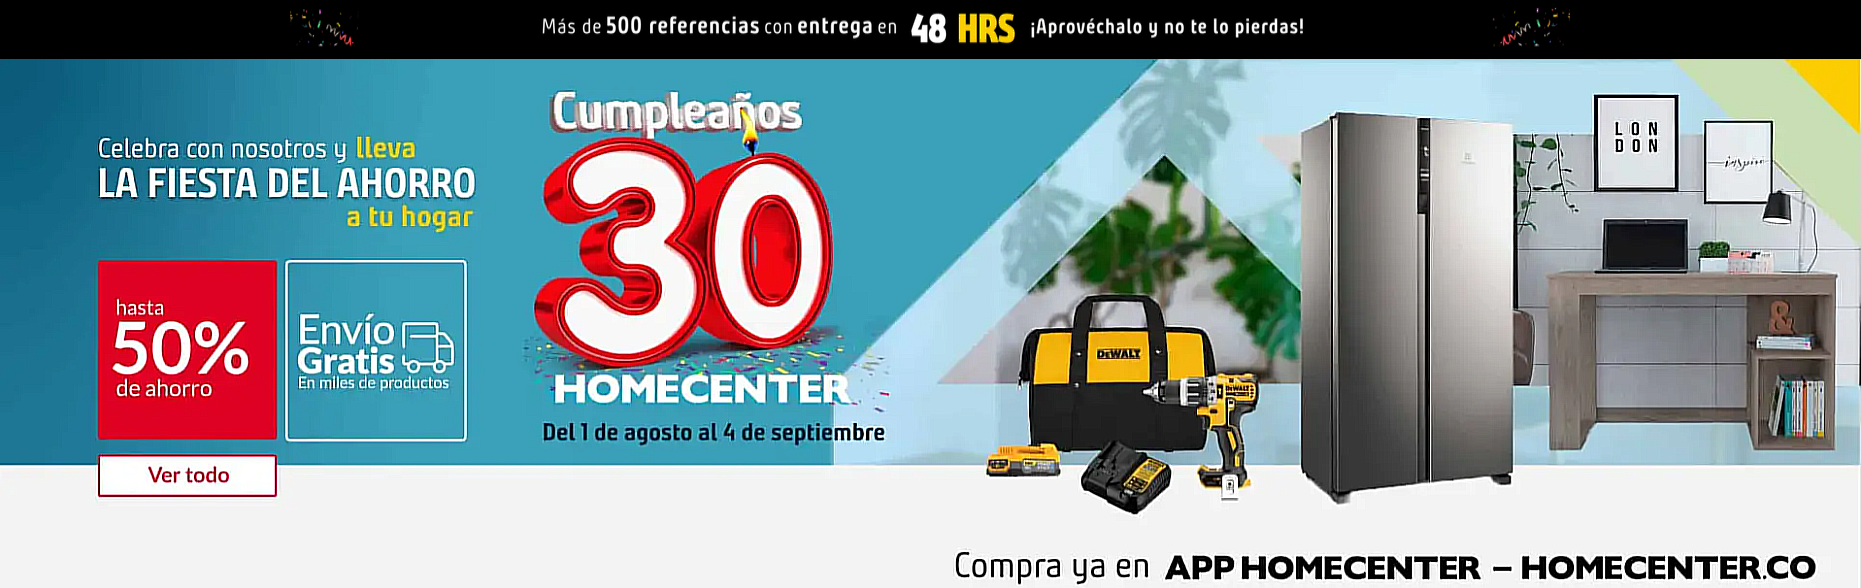 Más de 500 referencias con entrega en 48 HRS ¡Aprovéchalo y no te lo pierdas!
Cumpleaños
30
HOMECENTER
Del 1 de agosto al 4 de septiembre
Celebra con nosotros y lleva
LA FIESTA DEL AHORRO
a tu hogar
hasta
50%
de ahorro
Envío
Gratis
En miles de productos
Ver todo
DEWALT
DEWALT
LON
DON
inspire
&
Compra ya en APP HOMECENTER – HOMECENTER.CO